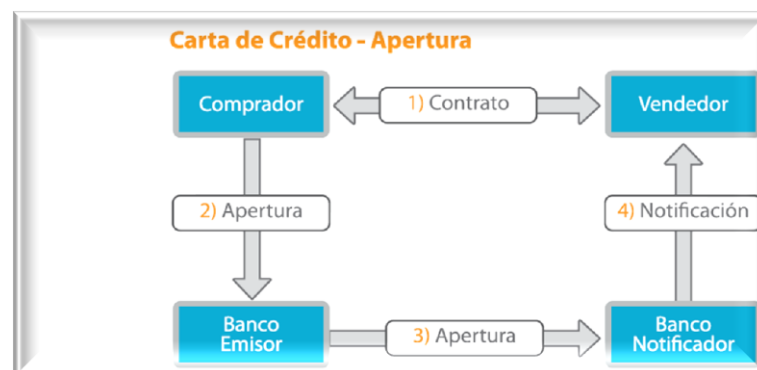 Carta de Crédito - Apertura
Comprador
1) Contrato
Vendedor
2) Apertura
4) Notificación
Banco
Emisor
3) Apertura
Banco
Notificador